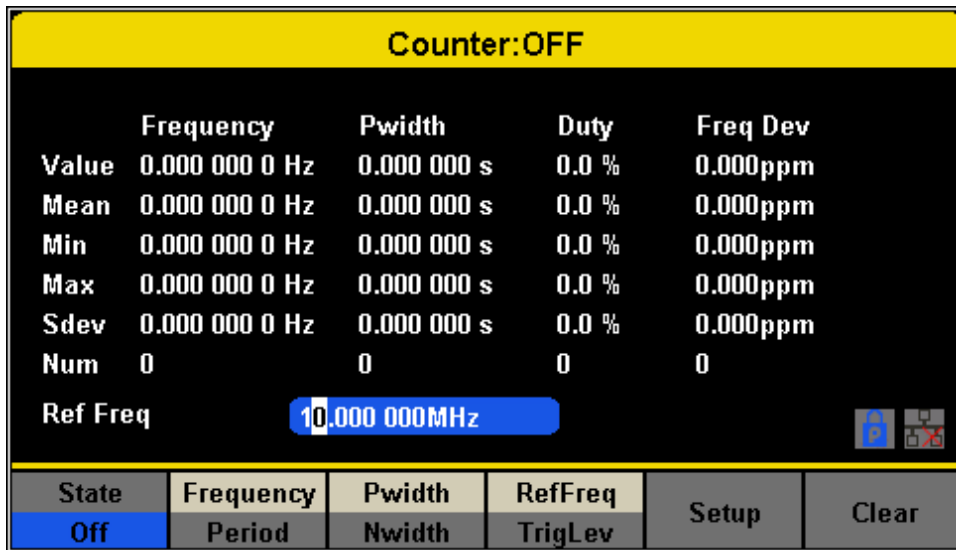 Counter:OFF
Frequency Pwidth Duty Freq Dev
Value 0.000 000 0 Hz 0.000 000 s 0.0 % 0.000ppm
Mean 0.000 000 0 Hz 0.000 000 s 0.0 % 0.000ppm
Min 0.000 000 0 Hz 0.000 000 s 0.0 % 0.000ppm
Max 0.000 000 0 Hz 0.000 000 s 0.0 % 0.000ppm
Sdev 0.000 000 0 Hz 0.000 000 s 0.0 % 0.000ppm
Num 0 0 0 0
Ref Freq 10.000 000MHz
P
State Frequency Pwidth RefFreq Setup Clear
Off Period Nwidth TrigLev